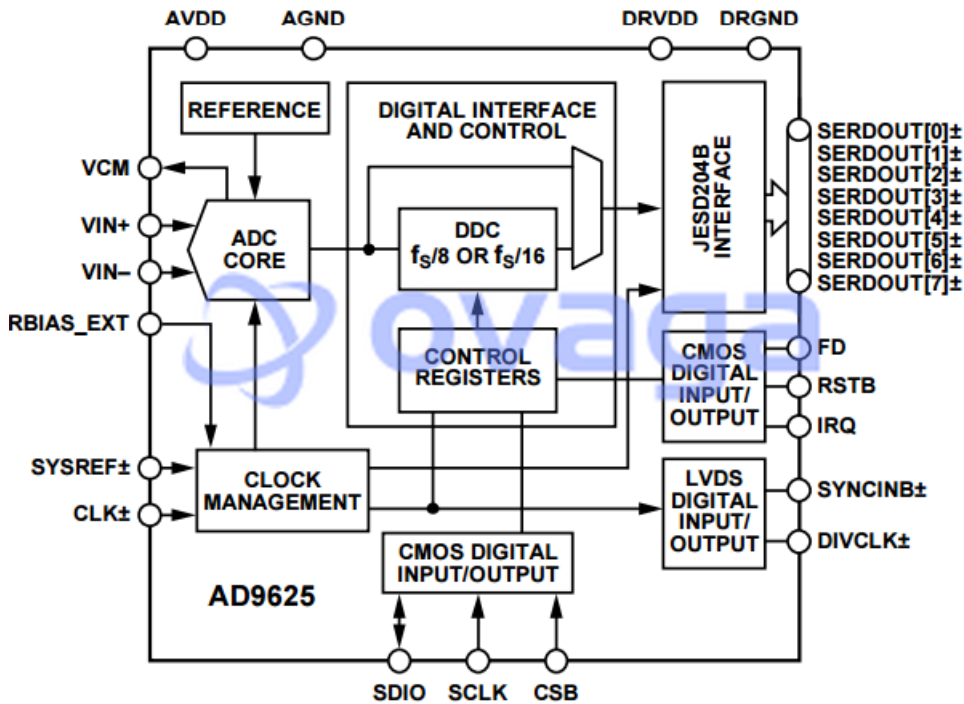 AVDD
AGND
DRVDD
DRGND
REFERENCE
DIGITAL INTERFACE
AND CONTROL
VCM
VIN+
VIN–
RBIAS_EXT
SYSREF±
CLK±
ADC
CORE
DDC
fS/8 OR fS/16
CONTROL
REGISTERS
CLOCK
MANAGEMENT
CMOS DIGITAL
INPUT/OUTPUT
JESD204B
INTERFACE
CMOS
DIGITAL
INPUT/
OUTPUT
LVDS
DIGITAL
INPUT/
OUTPUT
SERDOUT[0]±
SERDOUT[1]±
SERDOUT[2]±
SERDOUT[3]±
SERDOUT[4]±
SERDOUT[5]±
SERDOUT[6]±
SERDOUT[7]±
FD
RSTB
IRQ
SYNCINB±
DIVCLK±
AD9625
SDIO
SCLK
CSB
ovaga